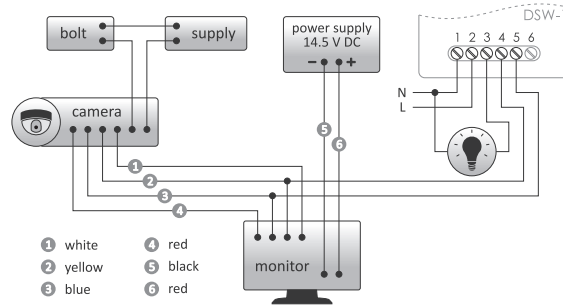 DSW-
bolt
supply
power supply
14.5 V DC
− +
1 2 3 4 5 6
N
L
camera
1
2
3
4
5
6
monitor
1 white
2 yellow
3 blue
4 red
5 black
6 red